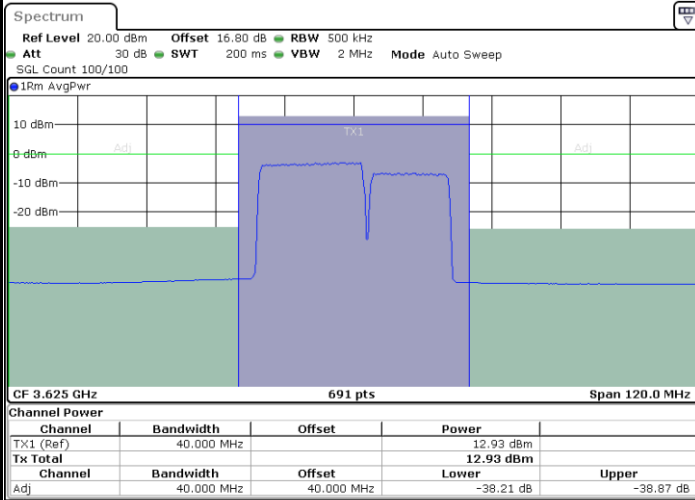 Spectrum
Ref Level 20.00 dBm Offset 16.80 dB RBW 500 kHz
Att 30 dB SWT 200 ms VBW 2 MHz Mode Auto Sweep
SGL Count 100/100
1Rm AvgPwr
10 dBm
TX1
Adj Adj
0 dBm
-10 dBm
-20 dBm
CF 3.625 GHz 691 pts Span 120.0 MHz
Channel Power
Channel Bandwidth Offset Power
TX1 (Ref) 40.000 MHz 12.93 dBm
Tx Total 12.93 dBm
Channel Bandwidth Offset Lower Upper
Adj 40.000 MHz 40.000 MHz -38.21 dB -38.87 dB